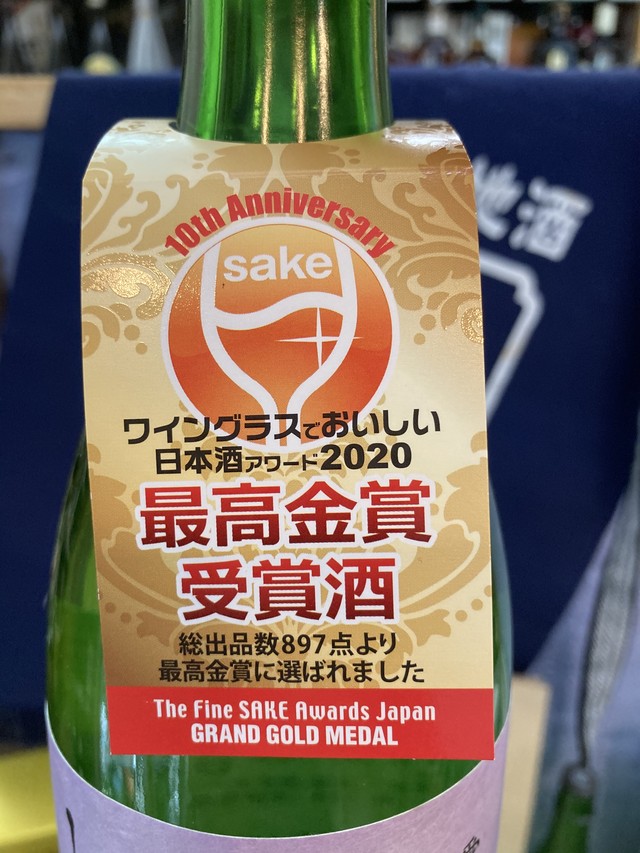 10th Anniversary
sake
ワイングラスでおいしい
日本酒アワード2020
最高金賞
受賞酒
総出品数897点より
最高金賞に選ばれました
The Fine SAKE Awards Japan
GRAND GOLD MEDAL
地酒